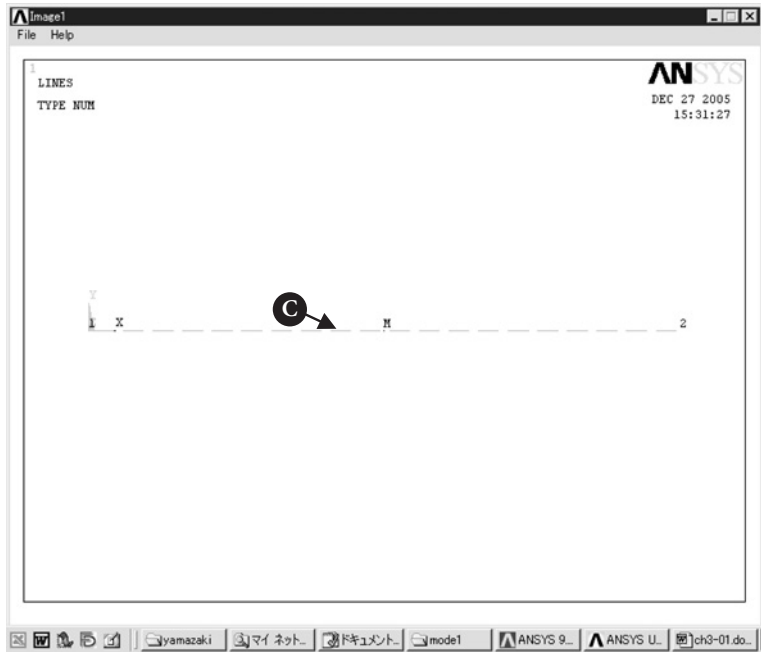 Image1
File Help
1
LINES
TYPE NUM
ANSYS
DEC 27 2005
15:31:27
Y
1 X
C
M
2
yamazaki
マイ ネット...
ドキュメント...
mode1
ANSYS 9...
ANSYS U...
ch3-01.do...